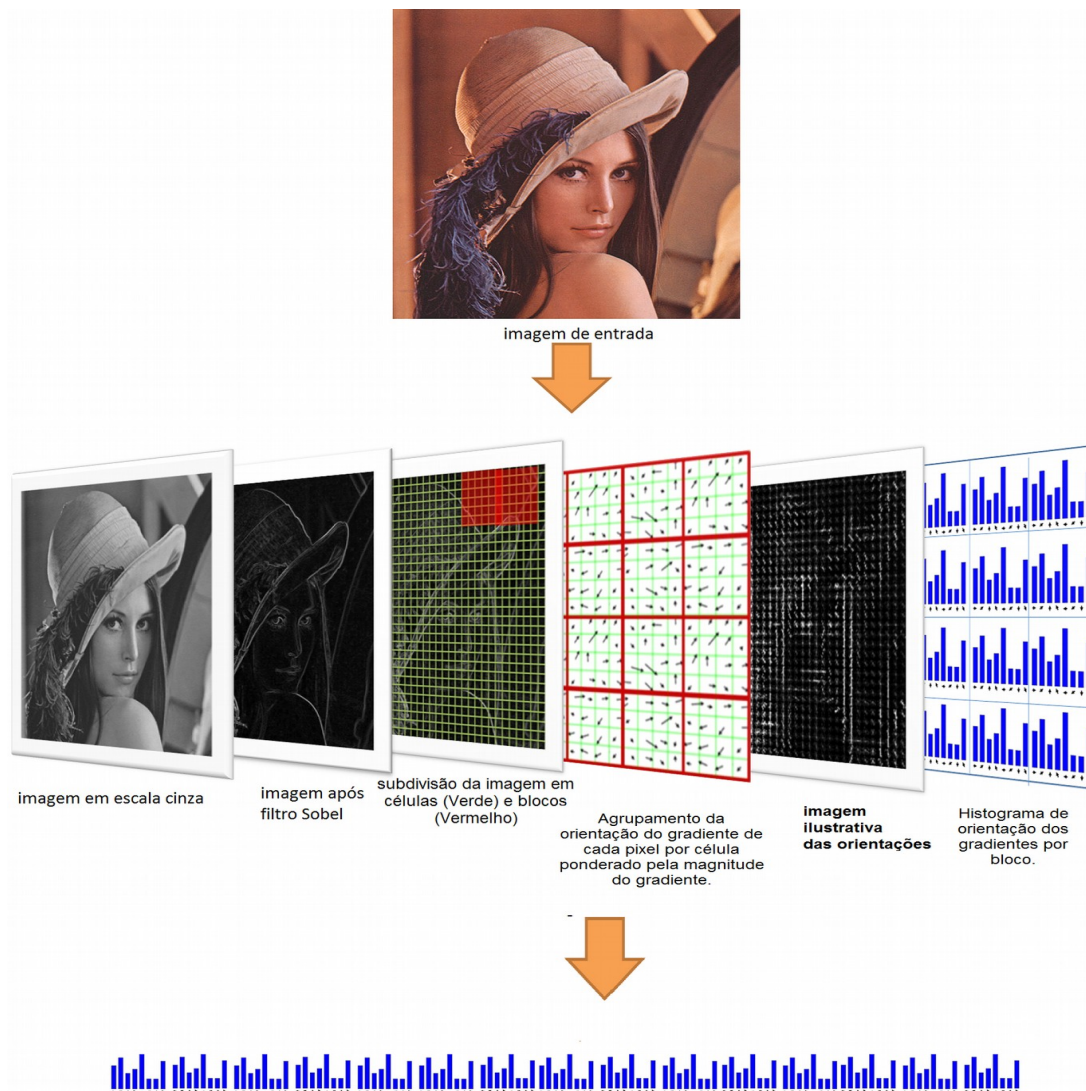 imagem de entrada
imagem em escala cinza
imagem após
filtro Sobel
subdivisão da imagem em
células (Verde) e blocos
(Vermelho)
Agrupamento da
orientação do gradiente de
cada pixel por célula
ponderado pela magnitude
do gradiente.
imagem
ilustrativa
das orientações
Histograma de
orientação dos
gradientes por
bloco.